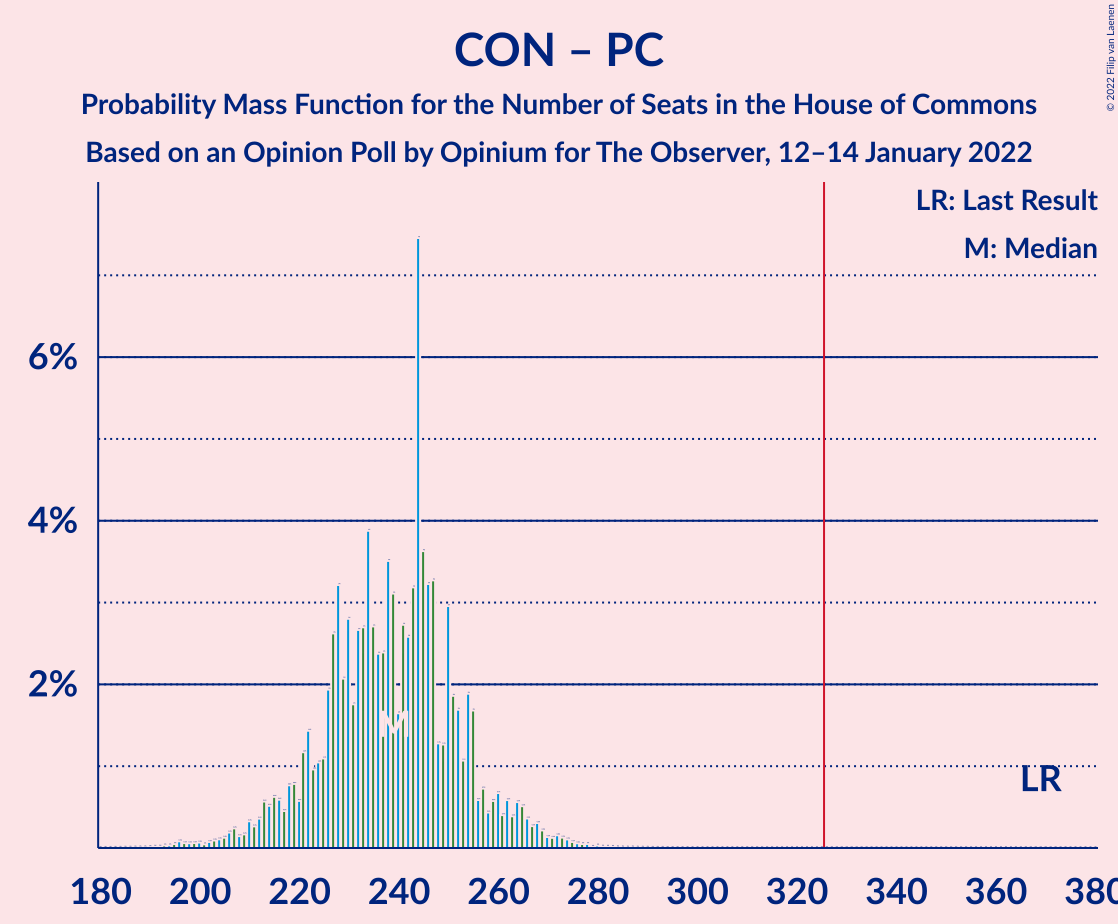 CON – PC
Probability Mass Function for the Number of Seats in the House of Commons
Based on an Opinion Poll by Opinium for The Observer, 12–14 January 2022
© 2022 Filip van Laenen
LR: Last Result
M: Median
6%
4%
2%
M
LR
180 200 220 240 260 280 300 320 340 360 380